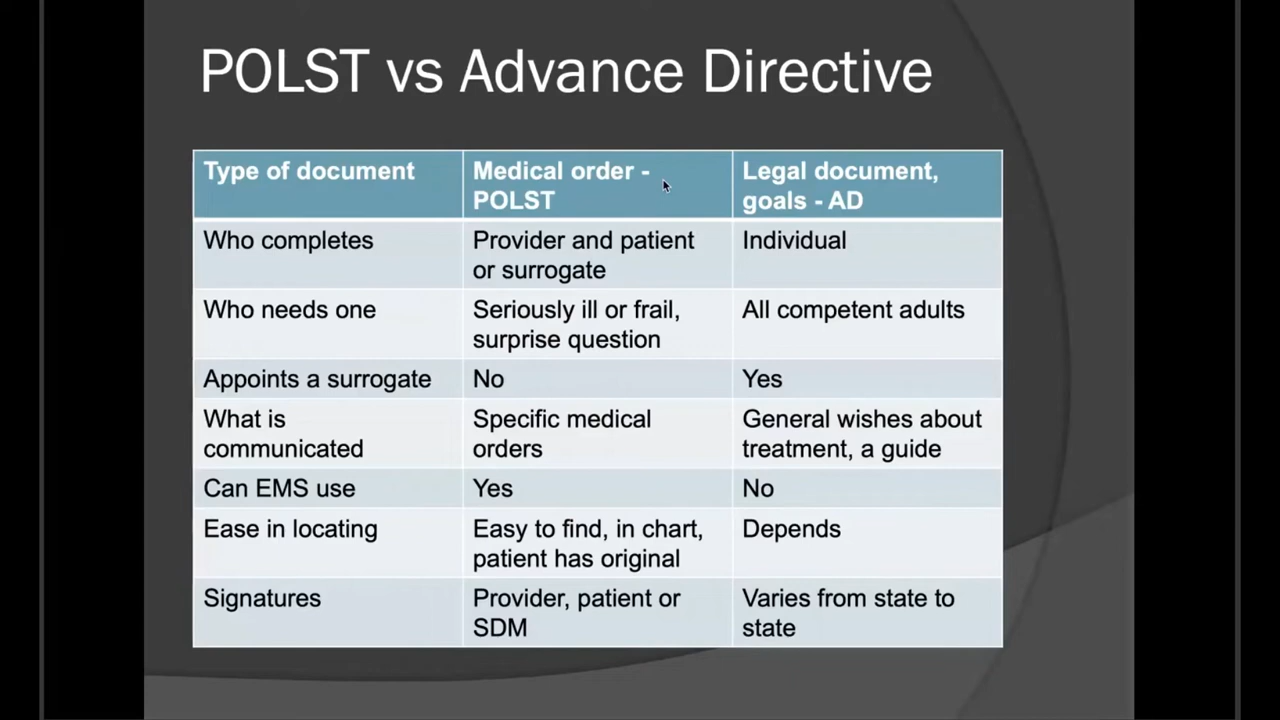 POLST vs Advance Directive
Type of document
Medical order -
POLST
Legal document,
goals - AD
Who completes
Provider and patient
or surrogate
Individual
Who needs one
Seriously ill or frail,
surprise question
All competent adults
Appoints a surrogate
No
Yes
What is
communicated
Specific medical
orders
General wishes about
treatment, a guide
Can EMS use
Yes
No
Ease in locating
Easy to find, in chart,
patient has original
Depends
Signatures
Provider, patient or
SDM
Varies from state to
state